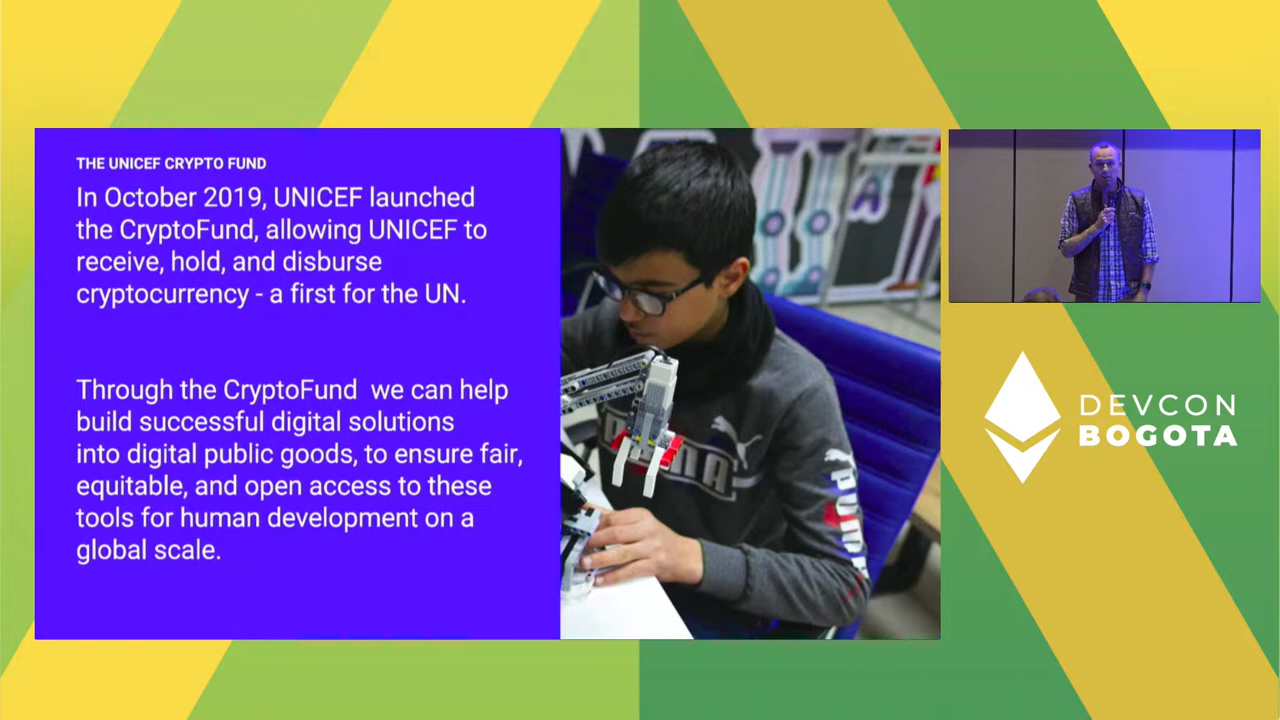 THE UNICEF CRYPTO FUND
In October 2019, UNICEF launched
the CryptoFund, allowing UNICEF to
receive, hold, and disburse
cryptocurrency - a first for the UN.
Through the CryptoFund  we can help
build successful digital solutions
into digital public goods, to ensure fair,
equitable, and open access to these
tools for human development on a
global scale.
PUMA
DEVCON
BOGOTA